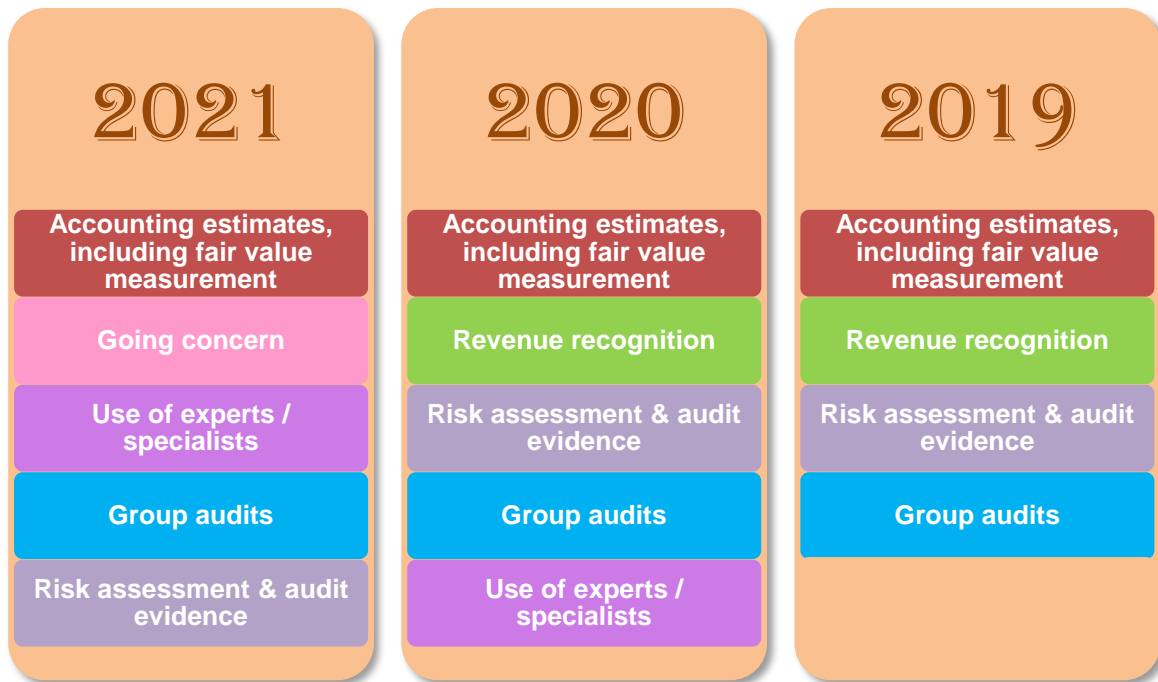 2021
Accounting estimates,
including fair value
measurement
Going concern
Use of experts /
specialists
Group audits
Risk assessment & audit
evidence
2020
Accounting estimates,
including fair value
measurement
Revenue recognition
Risk assessment & audit
evidence
Group audits
Use of experts /
specialists
2019
Accounting estimates,
including fair value
measurement
Revenue recognition
Risk assessment & audit
evidence
Group audits